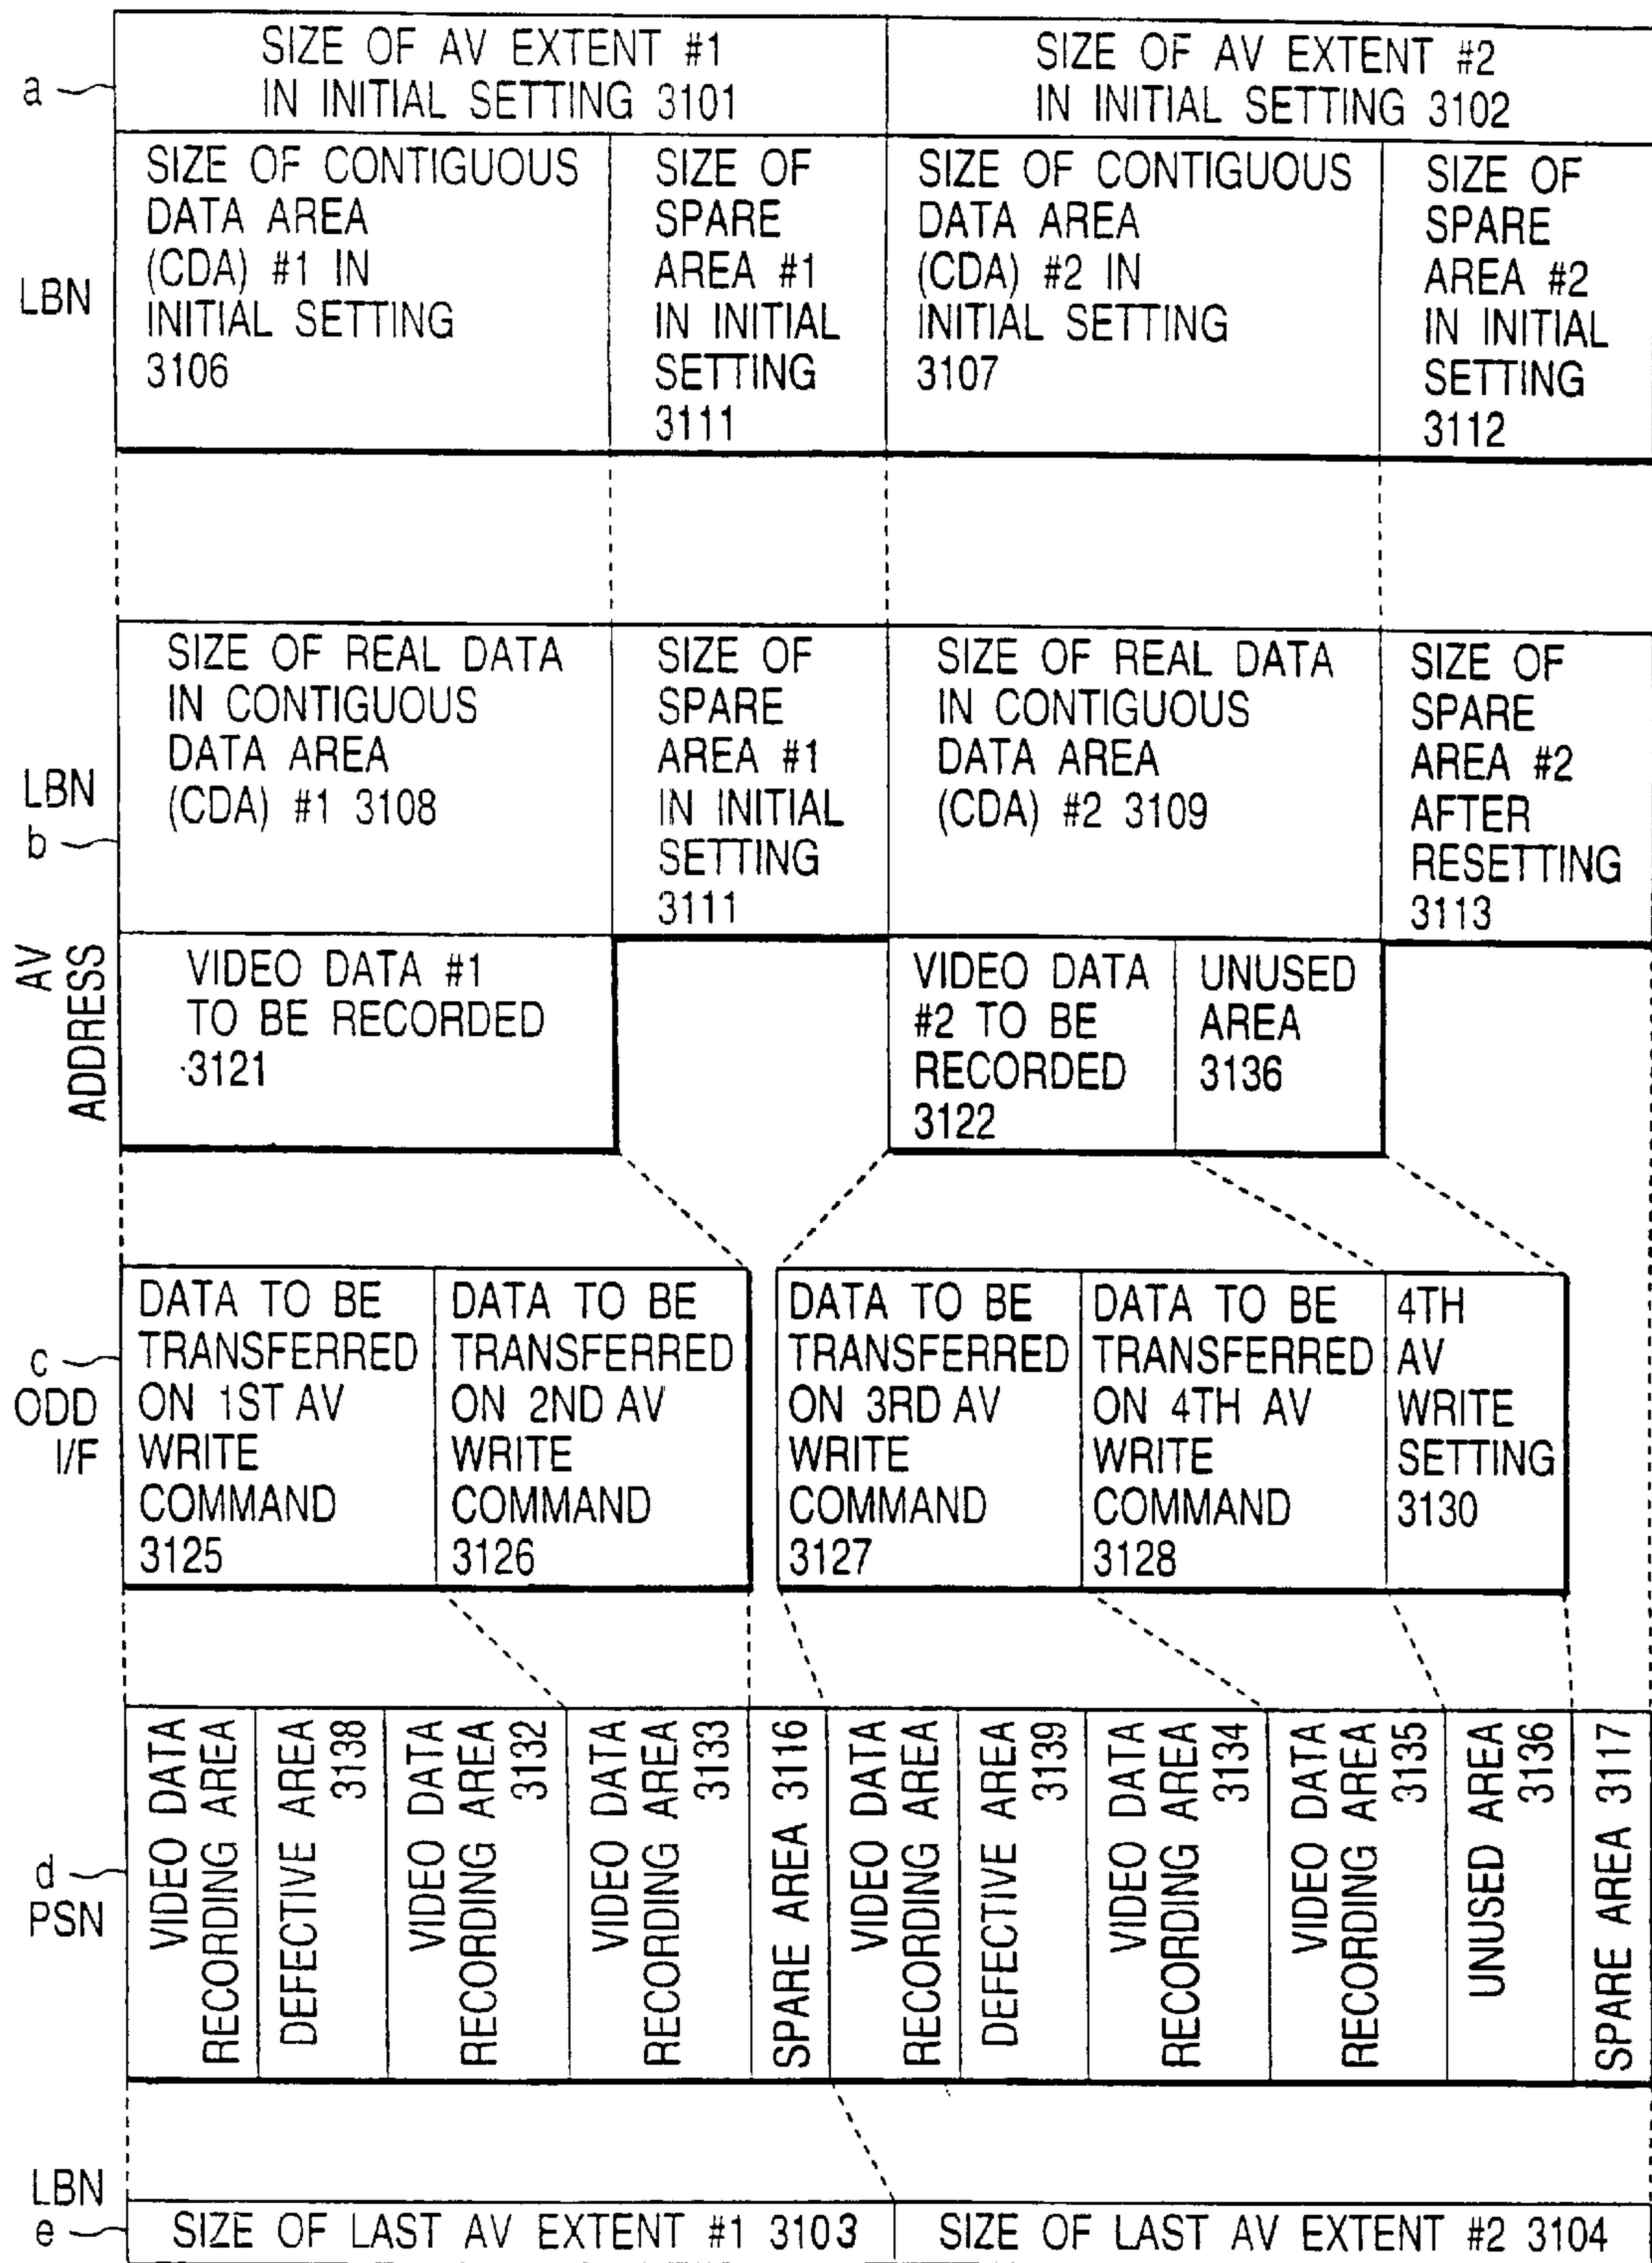 a
SIZE OF AV EXTENT #1
IN INITIAL SETTING 3101
SIZE OF AV EXTENT #2
IN INITIAL SETTING 3102
LBN
SIZE OF CONTIGUOUS
DATA AREA
(CDA) #1 IN
INITIAL SETTING
3106
SIZE OF
SPARE
AREA #1
IN INITIAL
SETTING
3111
SIZE OF CONTIGUOUS
DATA AREA
(CDA) #2 IN
INITIAL SETTING
3107
SIZE OF
SPARE
AREA #2
IN INITIAL
SETTING
3112
LBN
b
SIZE OF REAL DATA
IN CONTIGUOUS
DATA AREA
(CDA) #1 3108
SIZE OF
SPARE
AREA #1
IN INITIAL
SETTING
3111
SIZE OF REAL DATA
IN CONTIGUOUS
DATA AREA
(CDA) #2 3109
SIZE OF
SPARE
AREA #2
AFTER
RESETTING
3113
AV
ADDRESS
VIDEO DATA #1
TO BE RECORDED
3121
VIDEO DATA
#2 TO BE
RECORDED
3122
UNUSED
AREA
3136
c
ODD
I/F
DATA TO BE
TRANSFERRED
ON 1ST AV
WRITE
COMMAND
3125
DATA TO BE
TRANSFERRED
ON 2ND AV
WRITE
COMMAND
3126
DATA TO BE
TRANSFERRED
ON 3RD AV
WRITE
COMMAND
3127
DATA TO BE
TRANSFERRED
ON 4TH AV
WRITE
COMMAND
3128
4TH
AV
WRITE
SETTING
3130
d
PSN
VIDEO DATA
RECORDING AREA
DEFECTIVE AREA
3138
VIDEO DATA
RECORDING AREA
3132
VIDEO DATA
RECORDING AREA
3133
SPARE AREA 3116
VIDEO DATA
RECORDING AREA
DEFECTIVE AREA
3139
VIDEO DATA
RECORDING AREA
3134
VIDEO DATA
RECORDING AREA
3135
UNUSED AREA
3136
SPARE AREA 3117
LBN
e
SIZE OF LAST AV EXTENT #1 3103
SIZE OF LAST AV EXTENT #2 3104